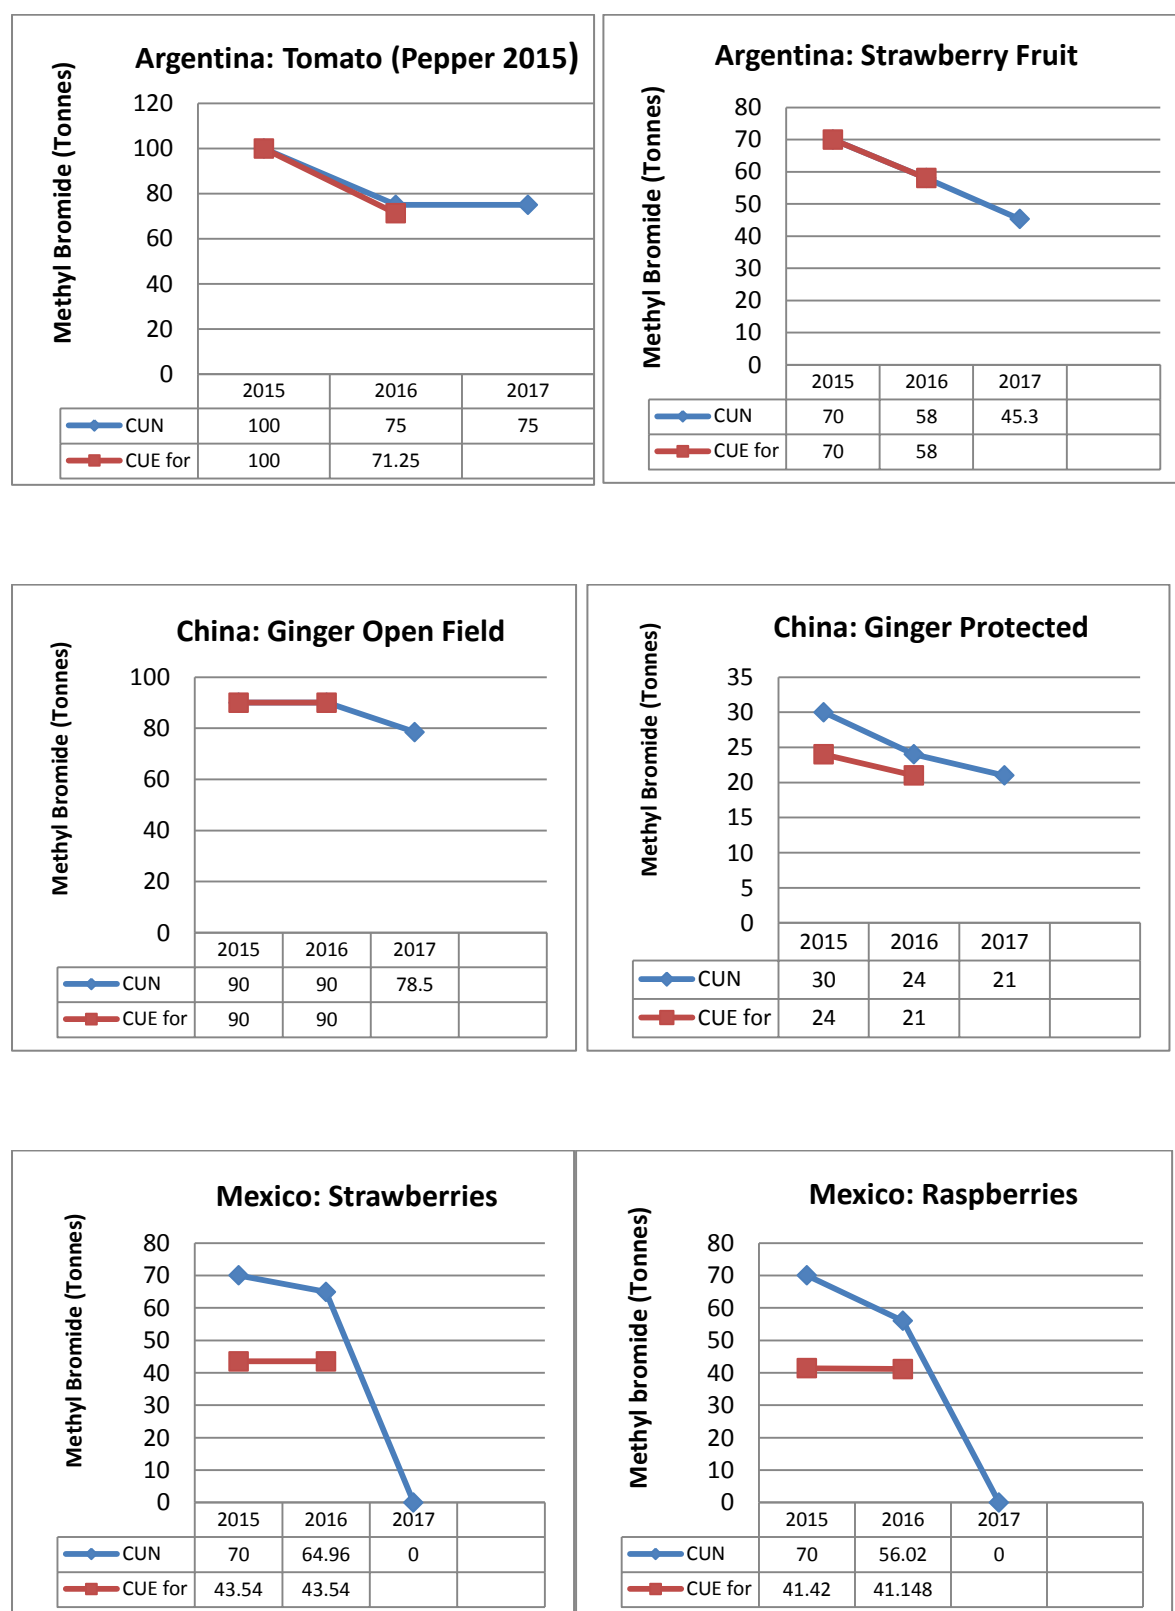 Argentina: Tomato (Pepper 2015)
Methyl Bromide (Tonnes)
120
100
80
60
40
20
0
2015 2016 2017
CUN 100 75 75
CUE for 100 71.25
Argentina: Strawberry Fruit
Methyl Bromide (Tonnes)
80
70
60
50
40
30
20
10
0
2015 2016 2017
CUN 70 58 45.3
CUE for 70 58
China: Ginger Open Field
Methyl Bromide (Tonnes)
100
80
60
40
20
0
2015 2016 2017
CUN 90 90 78.5
CUE for 90 90
China: Ginger Protected
Methyl Bromide (Tonnes)
35
30
25
20
15
10
5
0
2015 2016 2017
CUN 30 24 21
CUE for 24 21
Mexico: Strawberries
Methyl Bromide (Tonnes)
80
70
60
50
40
30
20
10
0
2015 2016 2017
CUN 70 64.96 0
CUE for 43.54 43.54
Mexico: Raspberries
Methyl bromide (Tonnes)
80
70
60
50
40
30
20
10
0
2015 2016 2017
CUN 70 56.02 0
CUE for 41.42 41.148